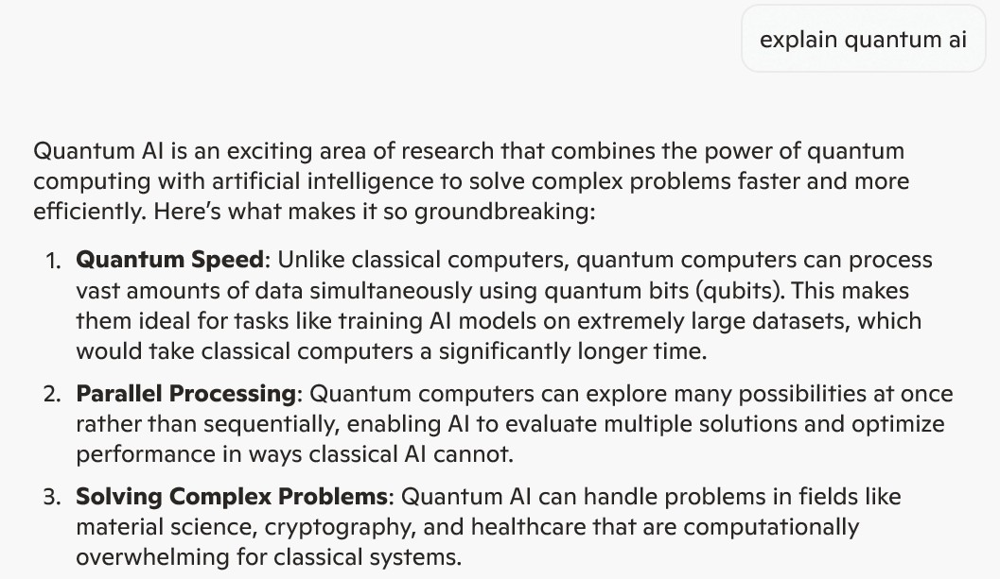 explain quantum ai
Quantum AI is an exciting area of research that combines the power of quantum
computing with artificial intelligence to solve complex problems faster and more
efficiently. Here’s what makes it so groundbreaking:
1. Quantum Speed: Unlike classical computers, quantum computers can process
vast amounts of data simultaneously using quantum bits (qubits). This makes
them ideal for tasks like training AI models on extremely large datasets, which
would take classical computers a significantly longer time.
2. Parallel Processing: Quantum computers can explore many possibilities at once
rather than sequentially, enabling AI to evaluate multiple solutions and optimize
performance in ways classical AI cannot.
3. Solving Complex Problems: Quantum AI can handle problems in fields like
material science, cryptography, and healthcare that are computationally
overwhelming for classical systems.